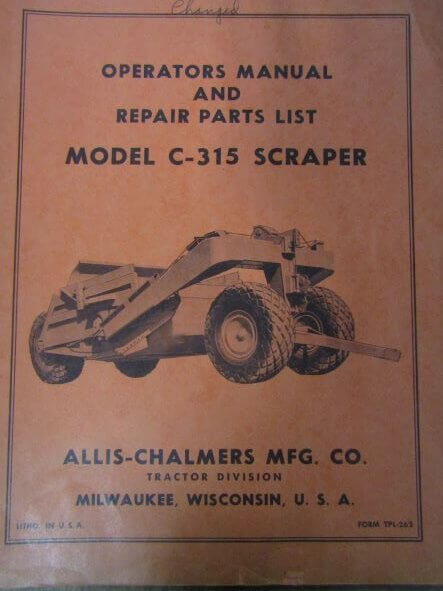 Changed
OPERATORS MANUAL
AND
REPAIR PARTS LIST
MODEL C-315 SCRAPER
ALLIS-CHALMERS MFG. CO.
TRACTOR DIVISION
MILWAUKEE, WISCONSIN, U. S. A.
LITHO. IN U.S.A.
FORM TPL-262